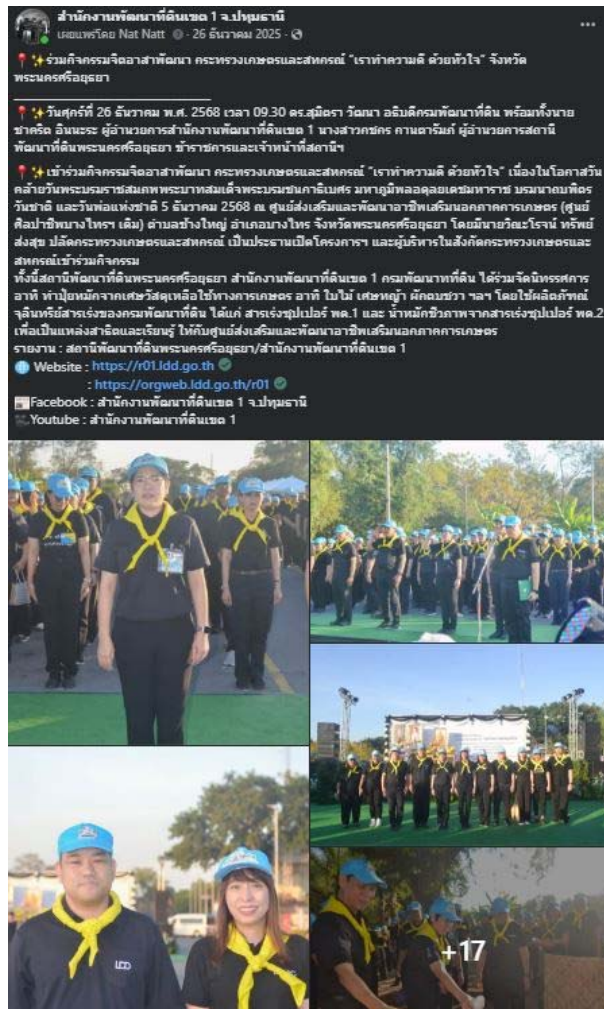 สำนักงานพัฒนาที่ดินเขต 1 จ.ปทุมธานี
เผยแพร่โดย Nat Natt · 26 ธันวาคม 2025 ·
📍✨ร่วมกิจกรรมจิตอาสาพัฒนา กระทรวงเกษตรและสหกรณ์ “เราทำความดี ด้วยหัวใจ” จังหวัด
พระนครศรีอยุธยา
📍✨วันศุกร์ที่ 26 ธันวาคม พ.ศ. 2568 เวลา 09.30 ดร.สุมิตรา วัฒนา อธิบดีกรมพัฒนาที่ดิน พร้อมทั้งนาย
ชาคริต อินนะระ ผู้อำนวยการสำนักงานพัฒนาที่ดินเขต 1 นางสาวกชกร คานดารัมภ์ ผู้อำนวยการสถานี
พัฒนาที่ดินพระนครศรีอยุธยา ข้าราชการและเจ้าหน้าที่สถานีฯ
📍✨เข้าร่วมกิจกรรมจิตอาสาพัฒนา กระทรวงเกษตรและสหกรณ์ “เราทำความดี ด้วยหัวใจ” เนื่องในโอกาสวัน
คล้ายวันพระบรมราชสมภพพระบาทสมเด็จพระบรมชนกาธิเบศร มหาภูมิพลอดุลยเดชมหาราช บรมนาถบพิตร
วันชาติ และวันพ่อแห่งชาติ 5 ธันวาคม 2568 ณ ศูนย์ส่งเสริมและพัฒนาอาชีพเสริมนอกภาคการเกษตร (ศูนย์
ศิลปาชีพบางไทรฯ เดิม) ตำบลช้างใหญ่ อำเภอบางไทร จังหวัดพระนครศรีอยุธยา โดยมีนายวิณะโรจน์ ทรัพย์
ส่งสุข ปลัดกระทรวงเกษตรและสหกรณ์ เป็นประธานเปิดโครงการฯ และผู้บริหารในสังกัดกระทรวงเกษตรและ
สหกรณ์เข้าร่วมกิจกรรม
ทั้งนี้สถานีพัฒนาที่ดินพระนครศรีอยุธยา สำนักงานพัฒนาที่ดินเขต 1 กรมพัฒนาที่ดิน ได้ร่วมจัดนิทรรศการ
อาทิ ทำปุ๋ยหมักจากเศษวัสดุเหลือใช้ทางการเกษตร อาทิ ใบไม้ เศษหญ้า ผักตบชวา ฯลฯ โดยใช้ผลิตภัณฑ์
จุลินทรีย์สารเร่งของกรมพัฒนาที่ดิน ได้แก่ สารเร่งซุปเปอร์ พด.1 และ น้ำหมักชีวภาพจากสารเร่งซุปเปอร์ พด.2
เพื่อเป็นแหล่งสาธิตและเรียนรู้ ให้กับศูนย์ส่งเสริมและพัฒนาอาชีพเสริมนอกภาคการเกษตร
รายงาน : สถานีพัฒนาที่ดินพระนครศรีอยุธยา/สำนักงานพัฒนาที่ดินเขต 1
🌐 Website : https://r01.ldd.go.th
: https://orgweb.ldd.go.th/r01
Facebook : สำนักงานพัฒนาที่ดินเขต 1 จ.ปทุมธานี
Youtube : สำนักงานพัฒนาที่ดินเขต 1
LDD
+17